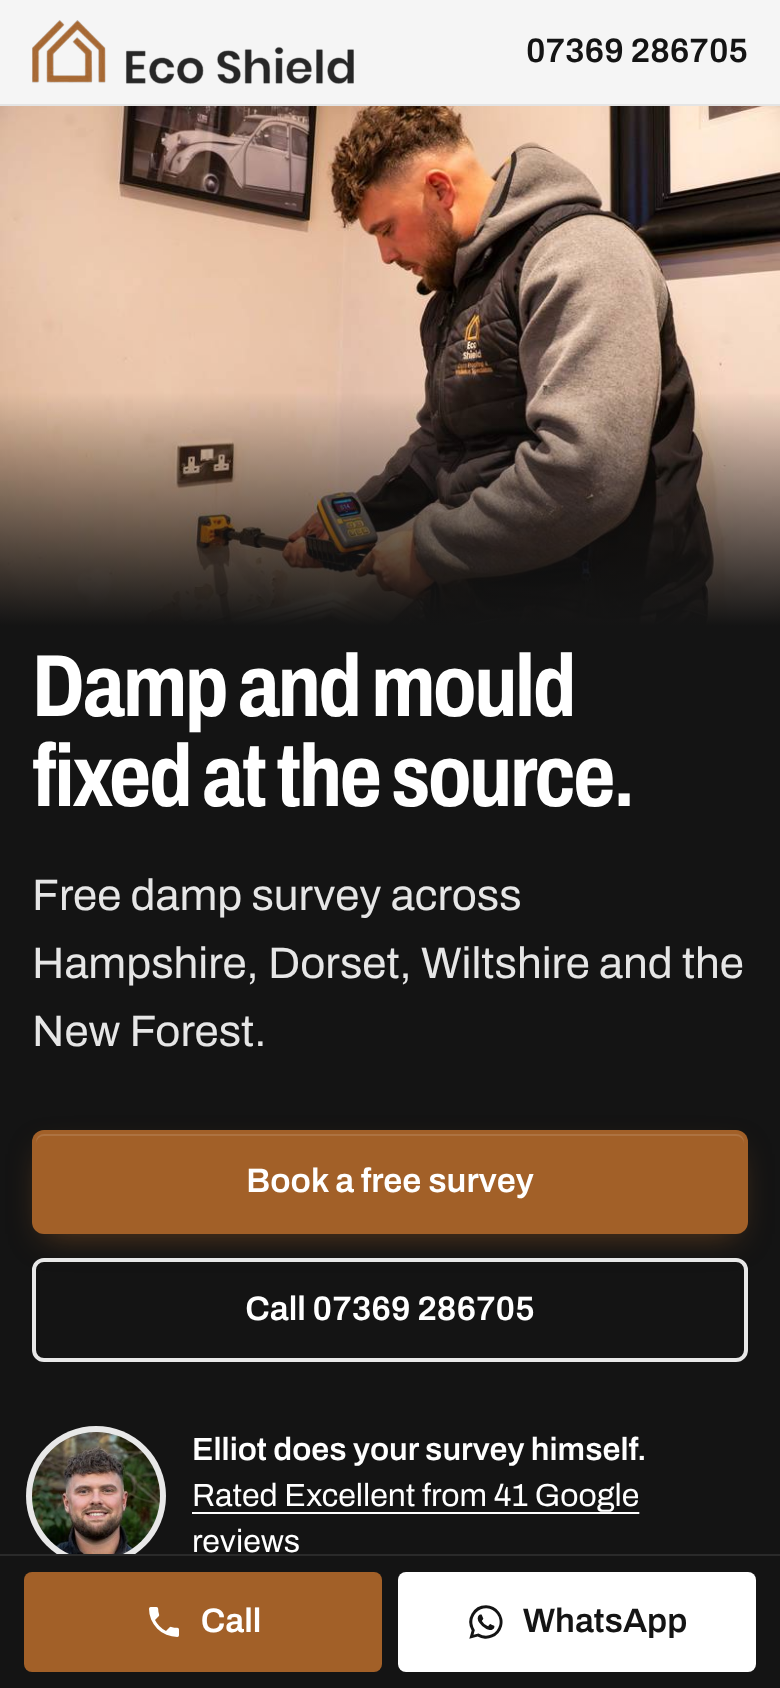 Eco Shield
07369 286705
Eco
Shield
Damp and mould
fixed at the source.
Free damp survey across
Hampshire, Dorset, Wiltshire and the
New Forest.
Book a free survey
Call 07369 286705
Elliot does your survey himself.
Rated Excellent from 41 Google
reviews
Call
WhatsApp